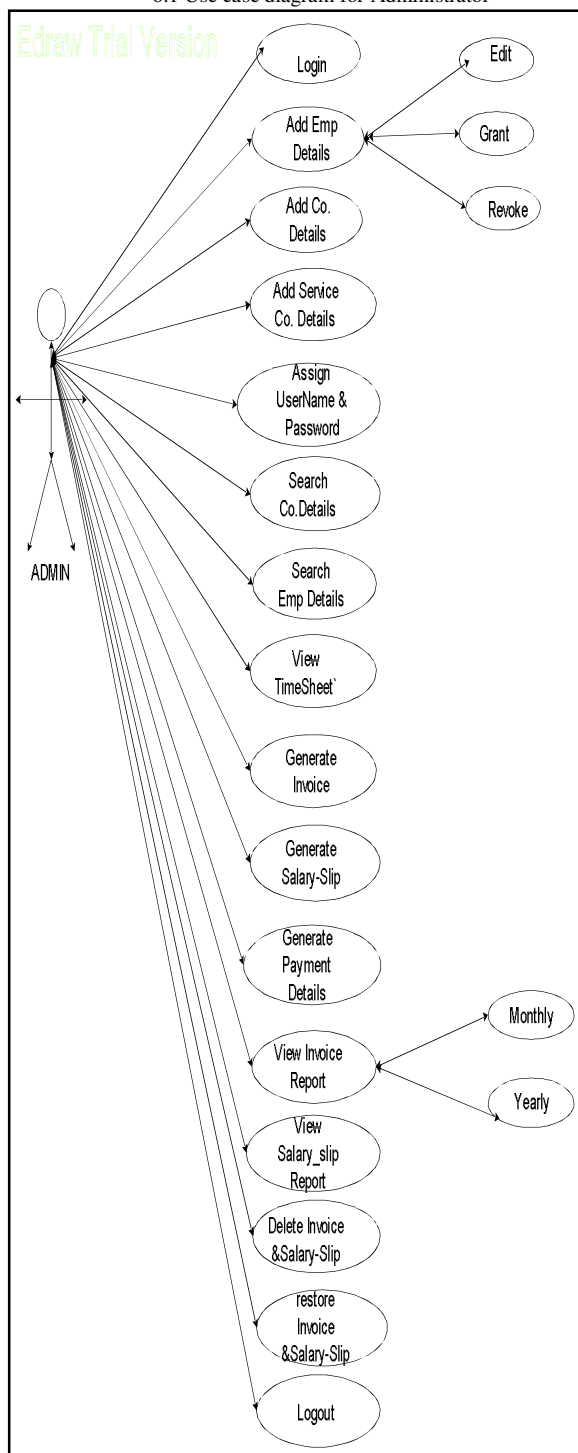 6.1 Use case diagram for Administrator
Edraw Trial Version
Login
Edit
Add Emp
Details
Grant
Revoke
Add Co.
Details
Add Service
Co. Details
Assign
UserName &
Password
Search
Co.Details
ADMIN
Search
Emp Details
View
TimeSheet`
Generate
Invoice
Generate
Salary-Slip
Generate
Payment
Details
View Invoice
Report
Monthly
Yearly
View
Salary_slip
Report
Delete Invoice
&Salary-Slip
restore
Invoice
&Salary-Slip
Logout